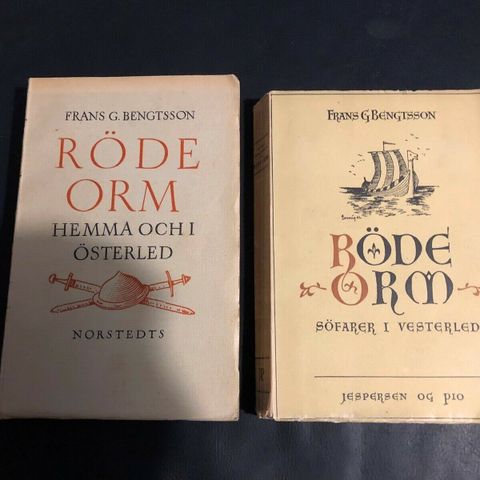 FRANS G. BENGTSSON
RÖDE
ORM
HEMMA OCH I
ÖSTERLED
NORSTEDTS
FRANS G BENGTSSON
RÖDE
ORM
SÖFARER I VESTERLED
JESPERSEN OG PIO